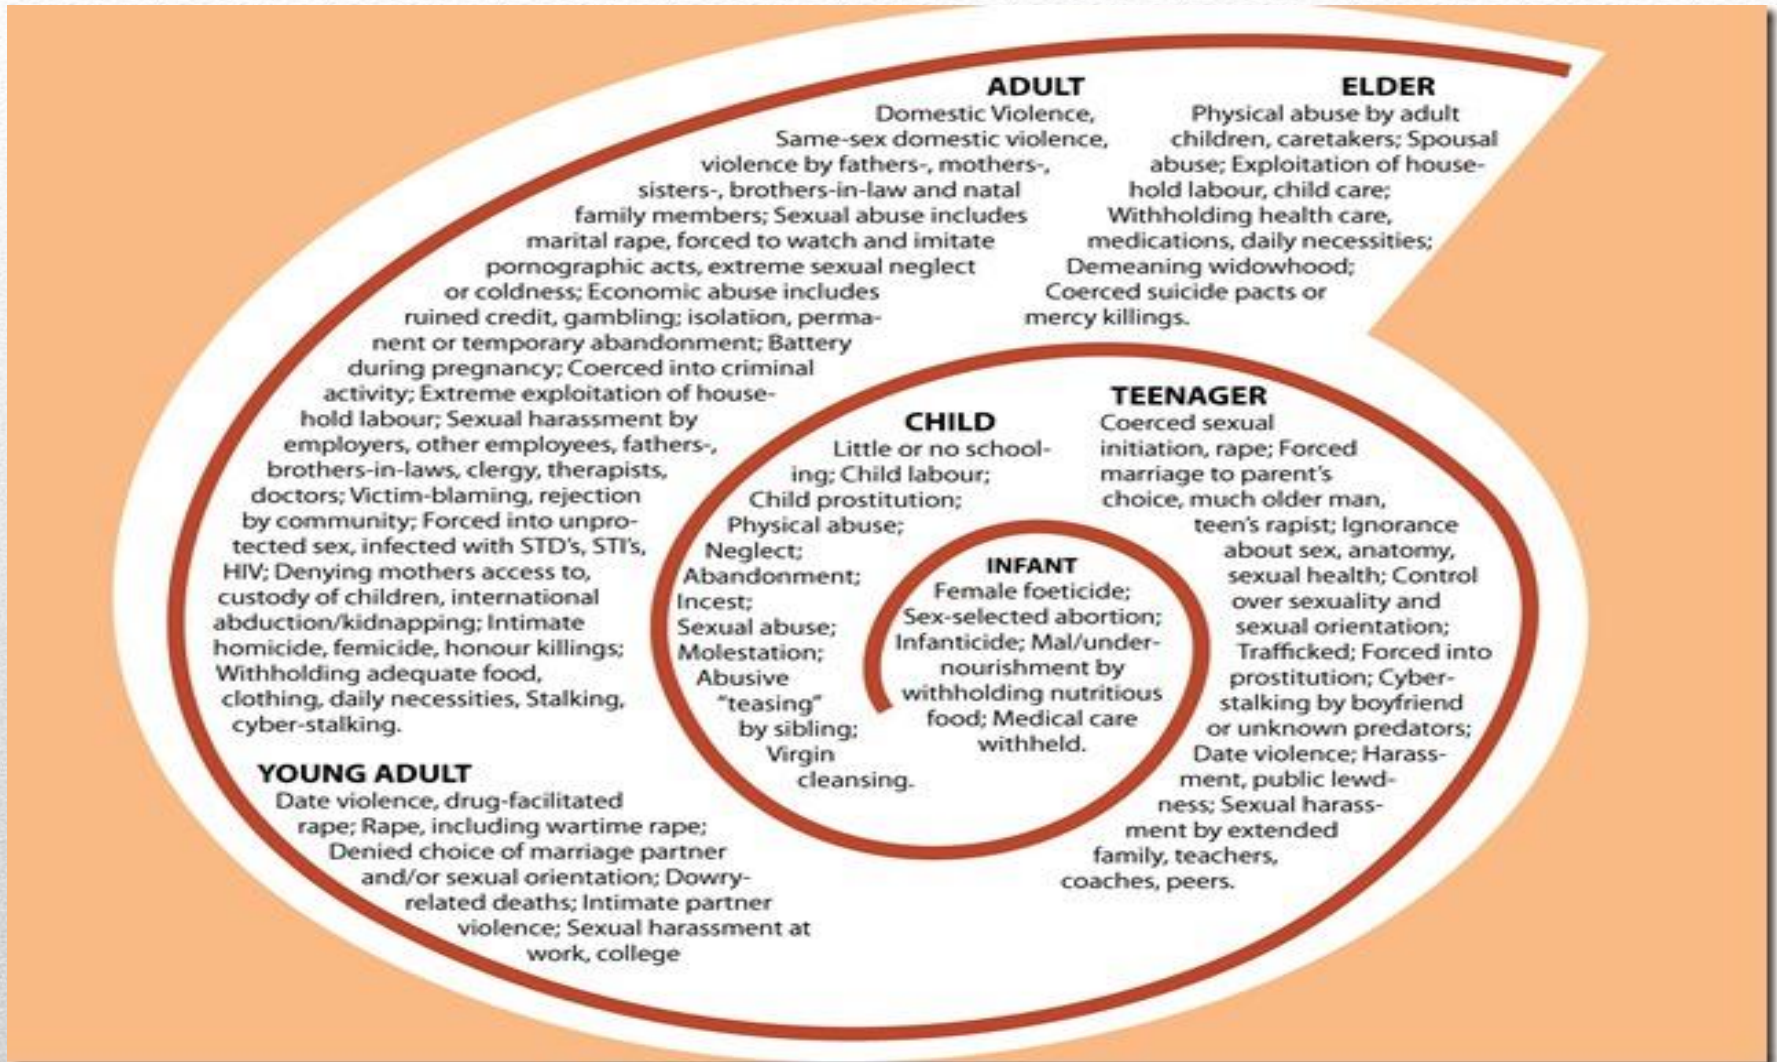 INFANT
Female foeticide;
Sex-selected abortion;
Infanticide; Mal/under-
nourishment by
withholding nutritious
food; Medical care
withheld.
CHILD
Little or no school-
ing; Child labour;
Child prostitution;
Physical abuse;
Neglect;
Abandonment;
Incest;
Sexual abuse;
Molestation;
Abusive
"teasing"
by sibling;
Virgin
cleansing.
TEENAGER
Coerced sexual
initiation, rape; Forced
marriage to parent's
choice, much older man,
teen's rapist; Ignorance
about sex, anatomy,
sexual health; Control
over sexuality and
sexual orientation;
Trafficked; Forced into
prostitution; Cyber-
stalking by boyfriend
or unknown predators;
Date violence; Harass-
ment, public lewd-
ness; Sexual harass-
ment by extended
family, teachers,
coaches, peers.
YOUNG ADULT
Date violence, drug-facilitated
rape; Rape, including wartime rape;
Denied choice of marriage partner
and/or sexual orientation; Dowry-
related deaths; Intimate partner
violence; Sexual harassment at
work, college
ADULT
Domestic Violence,
Same-sex domestic violence,
violence by fathers-, mothers-,
sisters-, brothers-in-law and natal
family members; Sexual abuse includes
marital rape, forced to watch and imitate
pornographic acts, extreme sexual neglect
or coldness; Economic abuse includes
ruined credit, gambling; isolation, perma-
nent or temporary abandonment; Battery
during pregnancy; Coerced into criminal
activity; Extreme exploitation of house-
hold labour; Sexual harassment by
employers, other employees, fathers-,
brothers-in-laws, clergy, therapists,
doctors; Victim-blaming, rejection
by community; Forced into unpro-
tected sex, infected with STD's, STI's,
HIV; Denying mothers access to,
custody of children, international
abduction/kidnapping; Intimate
homicide, femicide, honour killings;
Withholding adequate food,
clothing, daily necessities, Stalking,
cyber-stalking.
ELDER
Physical abuse by adult
children, caretakers; Spousal
abuse; Exploitation of house-
hold labour, child care;
Withholding health care,
medications, daily necessities;
Demeaning widowhood;
Coerced suicide pacts or
mercy killings.